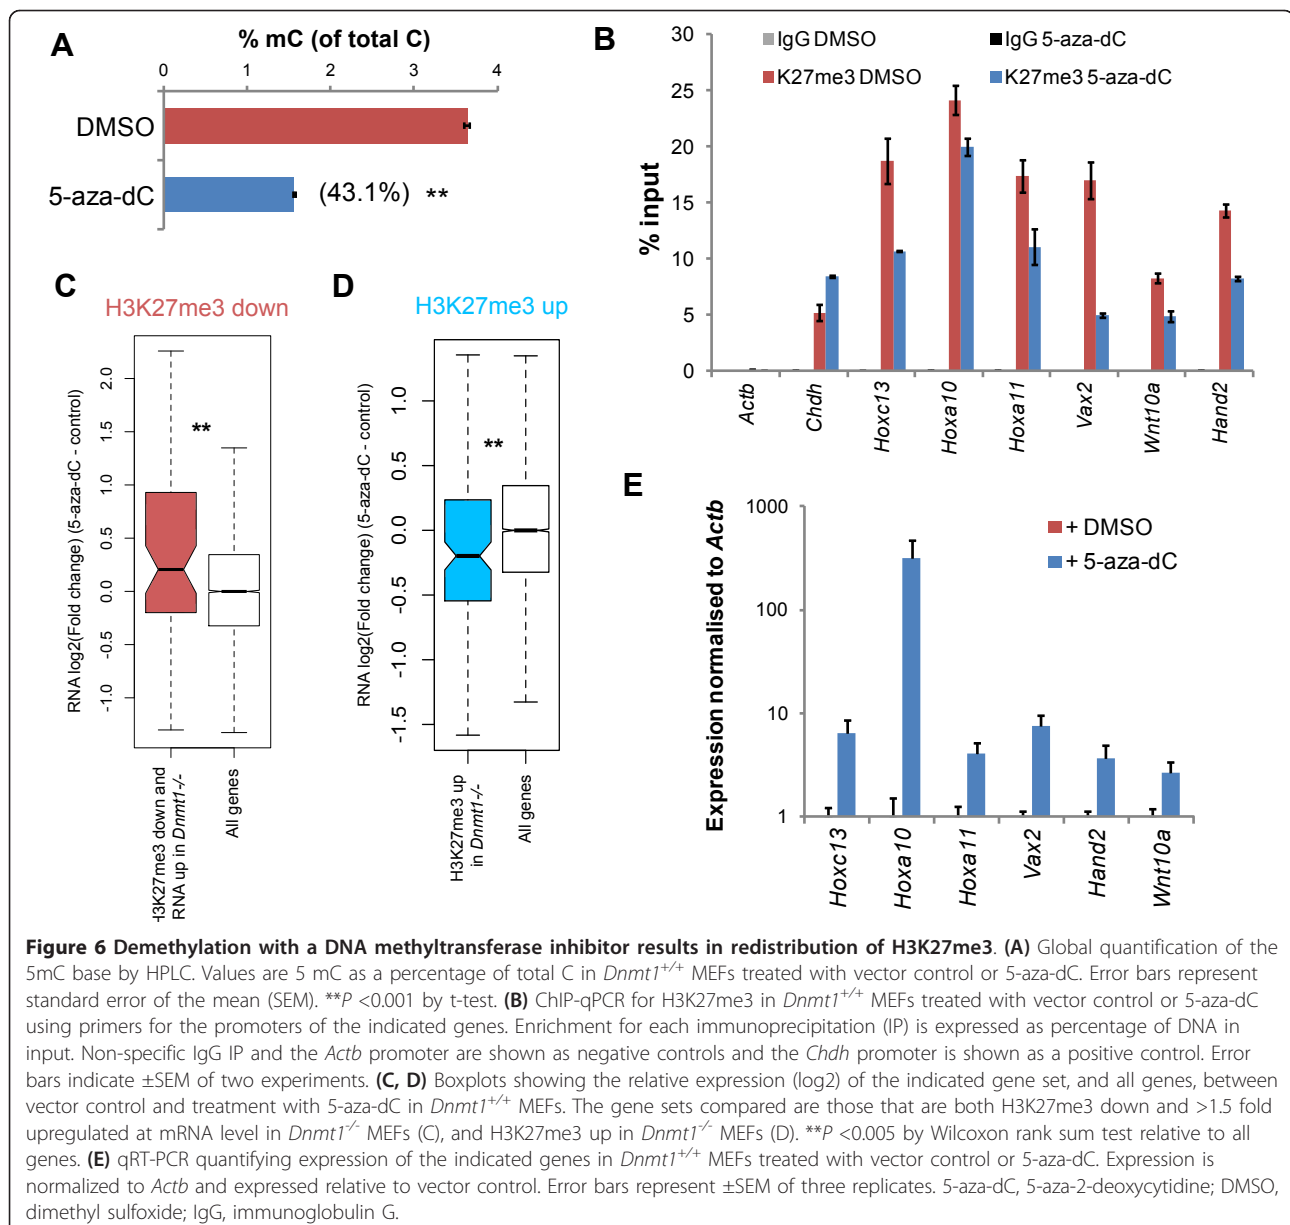 A
% mC (of total C)
0 1 2 3 4
DMSO
5-aza-dC
(43.1%) **
B
% input
30
25
20
15
10
5
0
IgG DMSO
IgG 5-aza-dC
K27me3 DMSO
K27me3 5-aza-dC
Actb
Chdh
Hoxc13
Hoxa10
Hoxa11
Vax2
Wnt10a
Hand2
C
H3K27me3 down
RNA log2(Fold change) (5-aza-dC - control)
2.0
1.5
1.0
0.5
0.0
-0.5
-1.0
**
H3K27me3 down and
RNA up in Dnmt1-/-
All genes
D
H3K27me3 up
RNA log2(Fold change) (5-aza-dC - control)
1.0
0.5
0.0
-0.5
-1.0
-1.5
**
H3K27me3 up
in Dnmt1-/-
All genes
E
Expression normalised to Actb
1000
100
10
1
+ DMSO
+ 5-aza-dC
Hoxc13
Hoxa10
Hoxa11
Vax2
Hand2
Wnt10a
Figure 6 Demethylation with a DNA methyltransferase inhibitor results in redistribution of H3K27me3. (A) Global quantification of the
5mC base by HPLC. Values are 5 mC as a percentage of total C in Dnmt1+/+ MEFs treated with vector control or 5-aza-dC. Error bars represent
standard error of the mean (SEM). **P <0.001 by t-test. (B) ChIP-qPCR for H3K27me3 in Dnmt1+/+ MEFs treated with vector control or 5-aza-dC
using primers for the promoters of the indicated genes. Enrichment for each immunoprecipitation (IP) is expressed as percentage of DNA in
input. Non-specific IgG IP and the Actb promoter are shown as negative controls and the Chdh promoter is shown as a positive control. Error
bars indicate ±SEM of two experiments. (C, D) Boxplots showing the relative expression (log2) of the indicated gene set, and all genes, between
vector control and treatment with 5-aza-dC in Dnmt1+/+ MEFs. The gene sets compared are those that are both H3K27me3 down and >1.5 fold
upregulated at mRNA level in Dnmt1-/- MEFs (C), and H3K27me3 up in Dnmt1-/- MEFs (D). **P <0.005 by Wilcoxon rank sum test relative to all
genes. (E) qRT-PCR quantifying expression of the indicated genes in Dnmt1+/+ MEFs treated with vector control or 5-aza-dC. Expression is
normalized to Actb and expressed relative to vector control. Error bars represent ±SEM of three replicates. 5-aza-dC, 5-aza-2-deoxycytidine; DMSO,
dimethyl sulfoxide; IgG, immunoglobulin G.